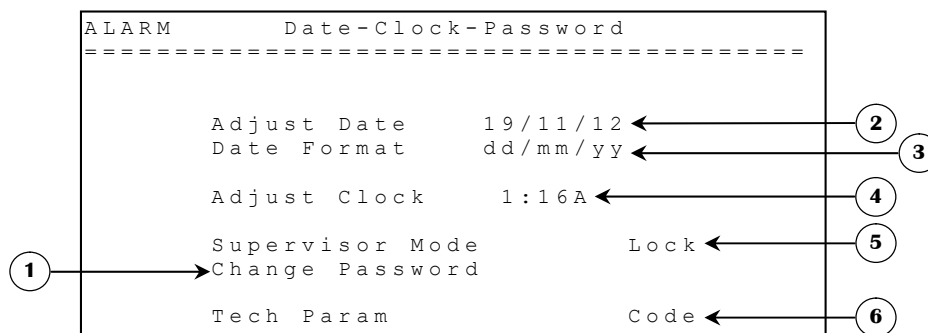 ALARM Date-Clock-Password
========================================
Adjust Date 19/11/12 2
Date Format dd/mm/yy 3
Adjust Clock 1:16A 4
Supervisor Mode Lock 5
1 Change Password
Tech Param Code 6